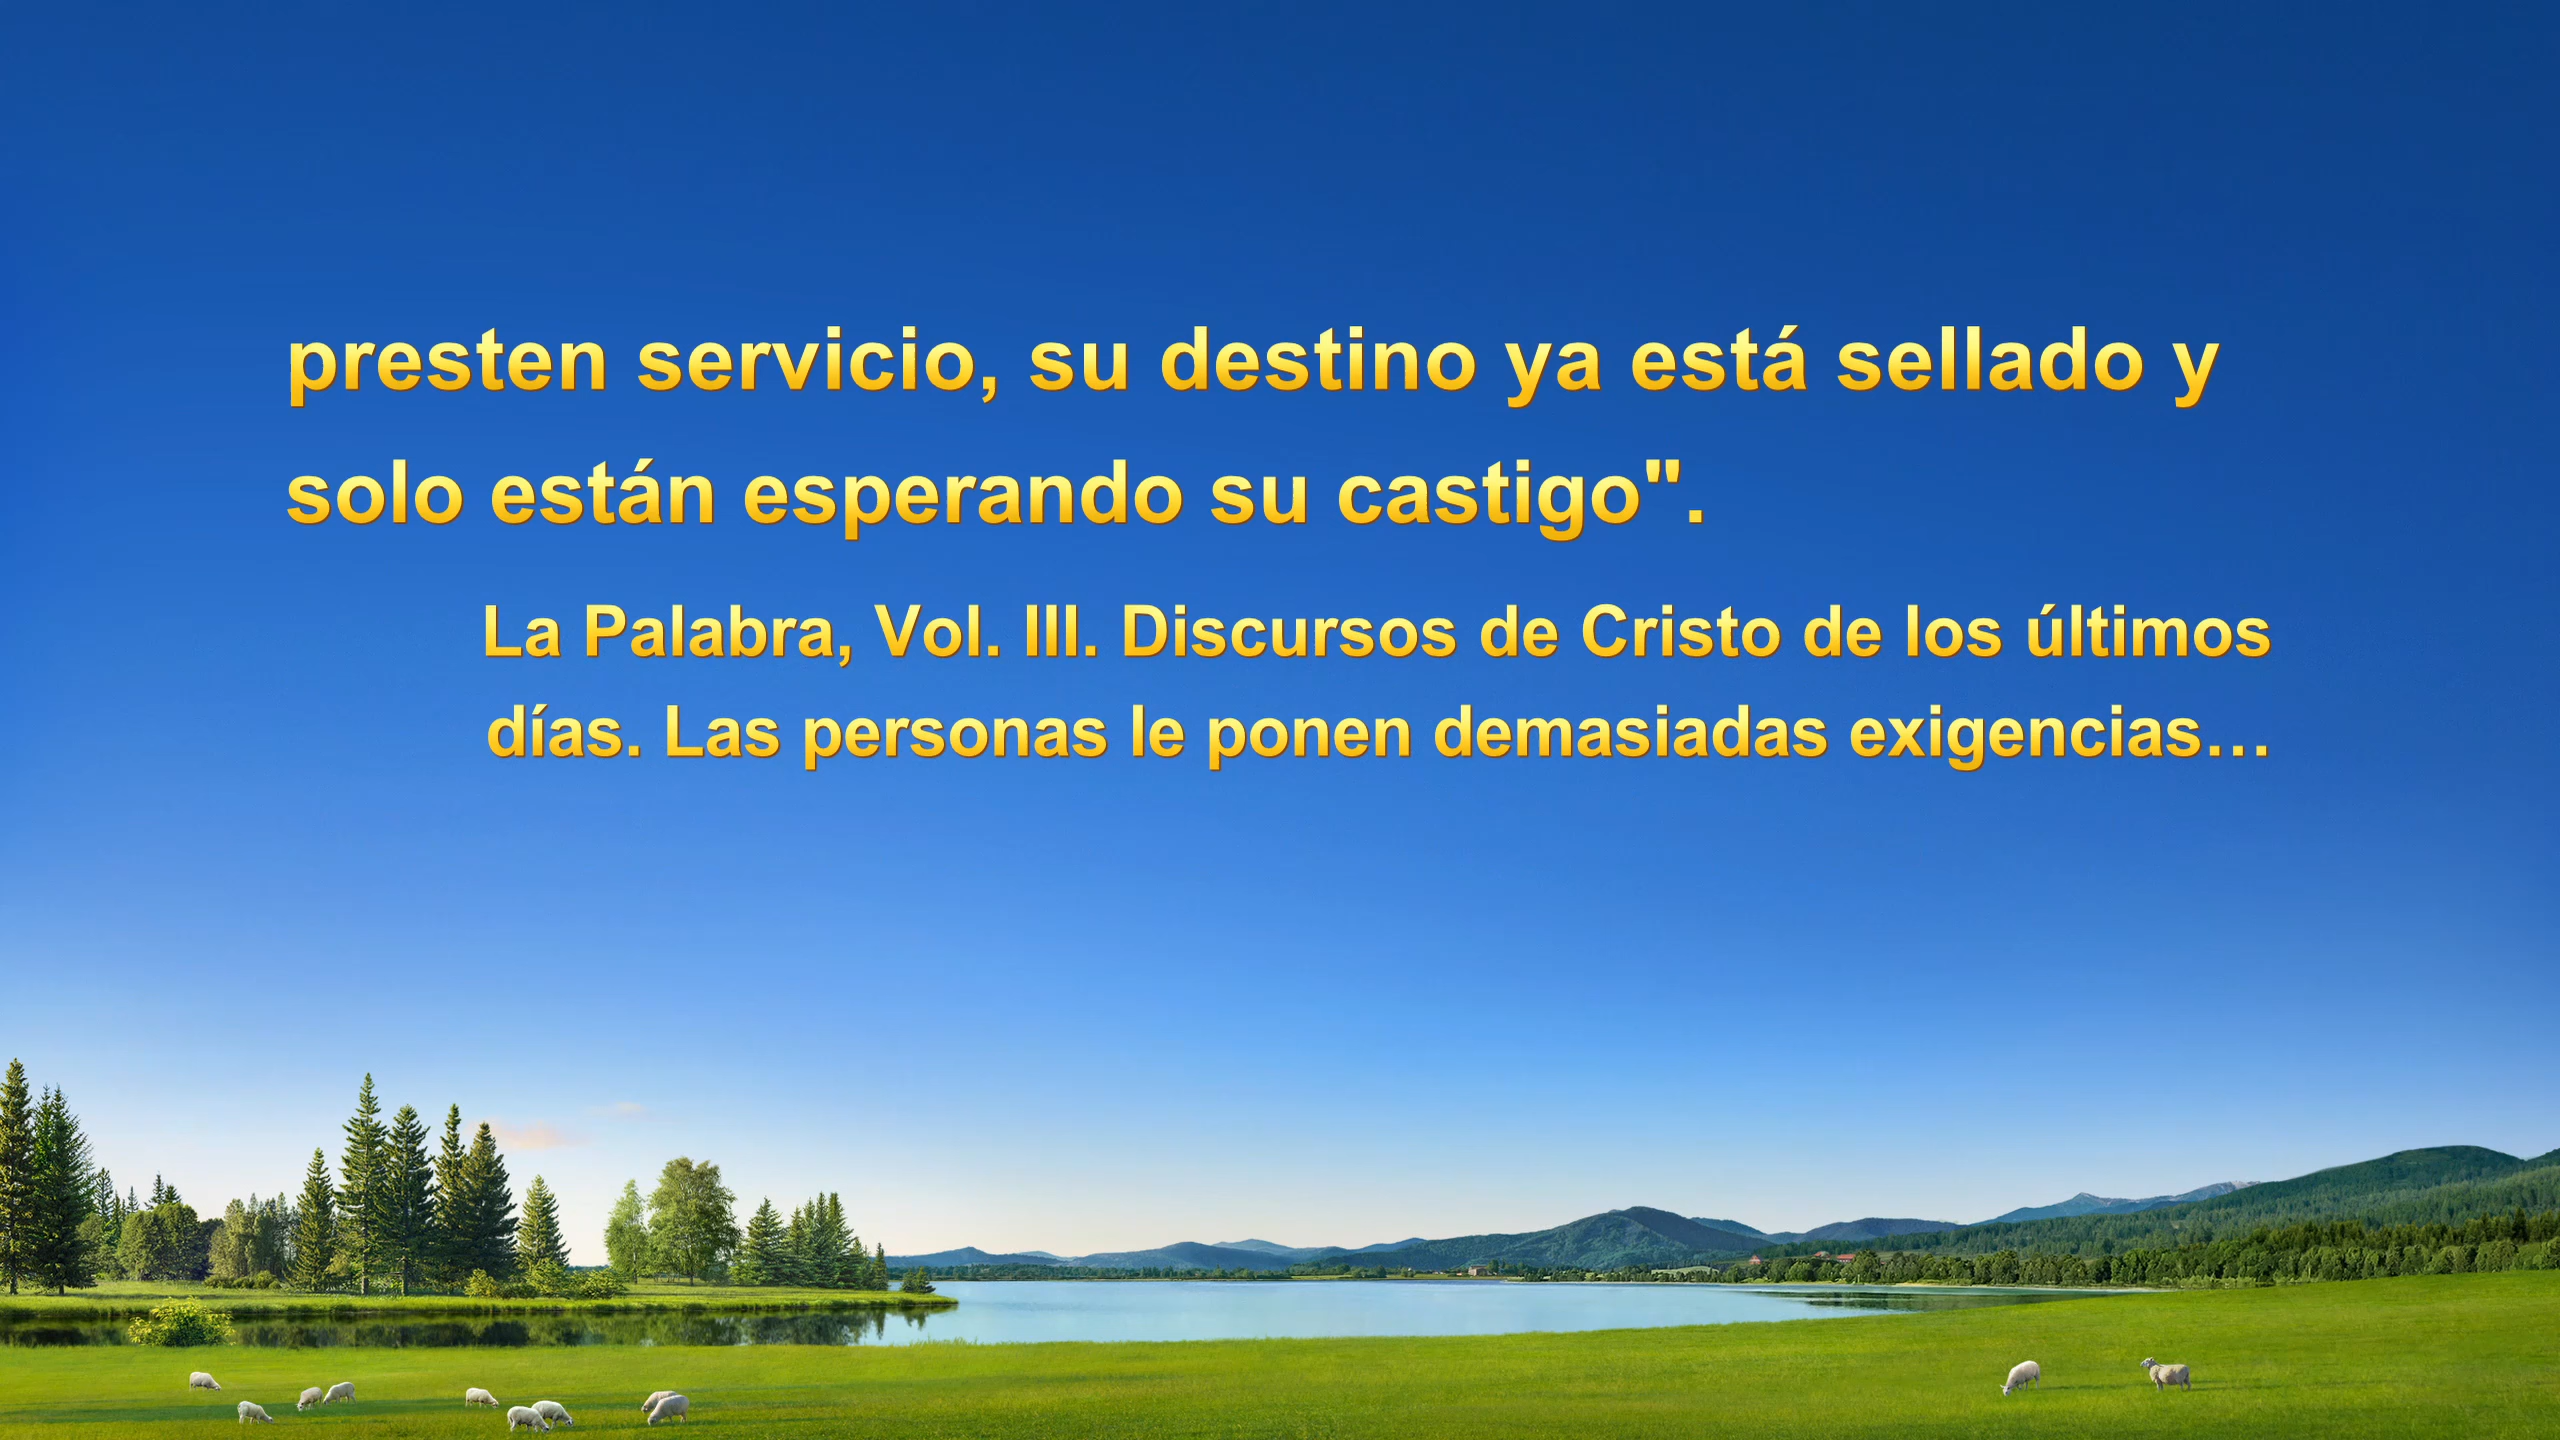 presten servicio, su destino ya está sellado y
solo están esperando su castigo".
La Palabra, Vol. III. Discursos de Cristo de los últimos
días. Las personas le ponen demasiadas exigencias…